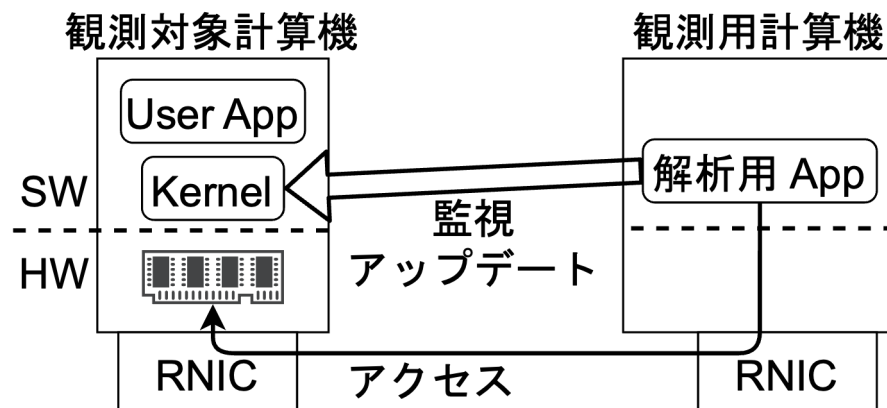 観測対象計算機
観測用計算機
User App
Kernel
解析用 App
SW
監視
アップデート
HW
RNIC
アクセス
RNIC